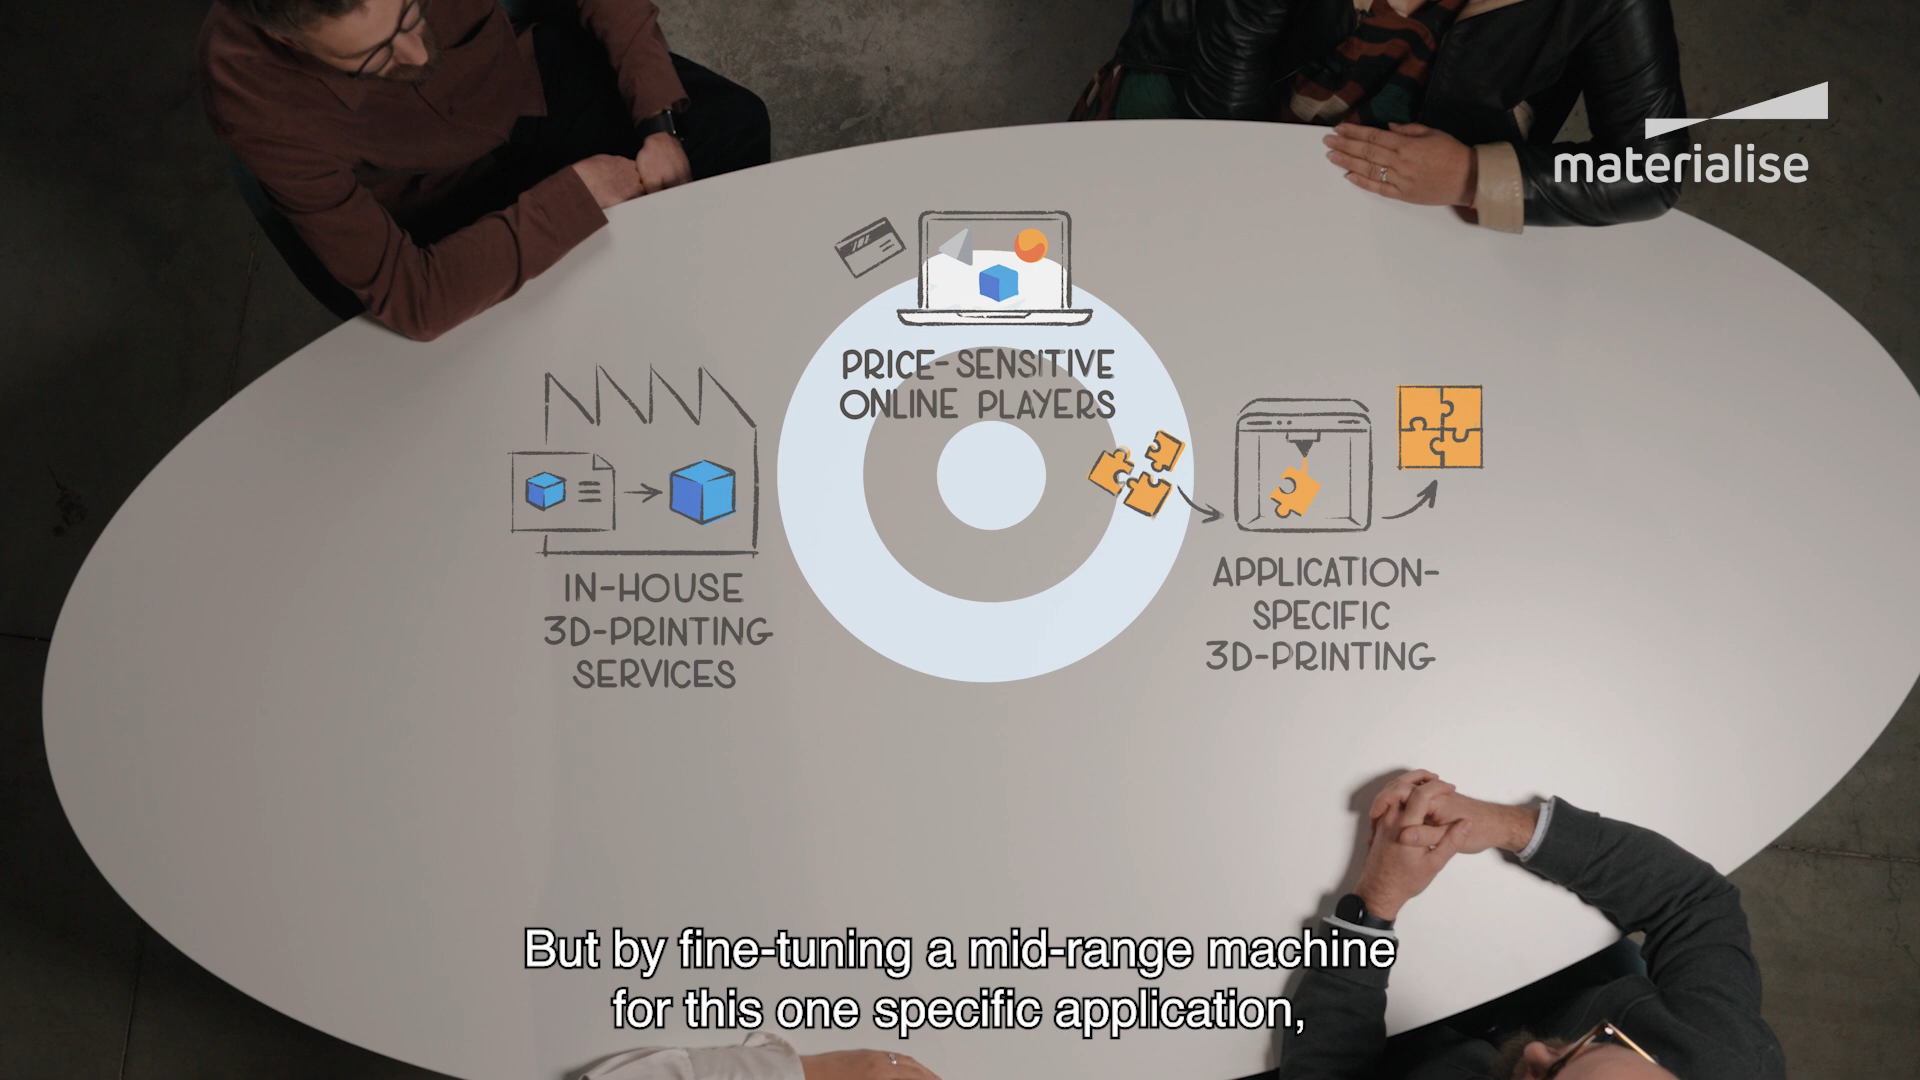 materialise
PRICE-SENSITIVE
ONLINE PLAYERS
IN-HOUSE
3D-PRINTING
SERVICES
APPLICATION-
SPECIFIC
3D-PRINTING
But by fine-tuning a mid-range machine
for this one specific application,